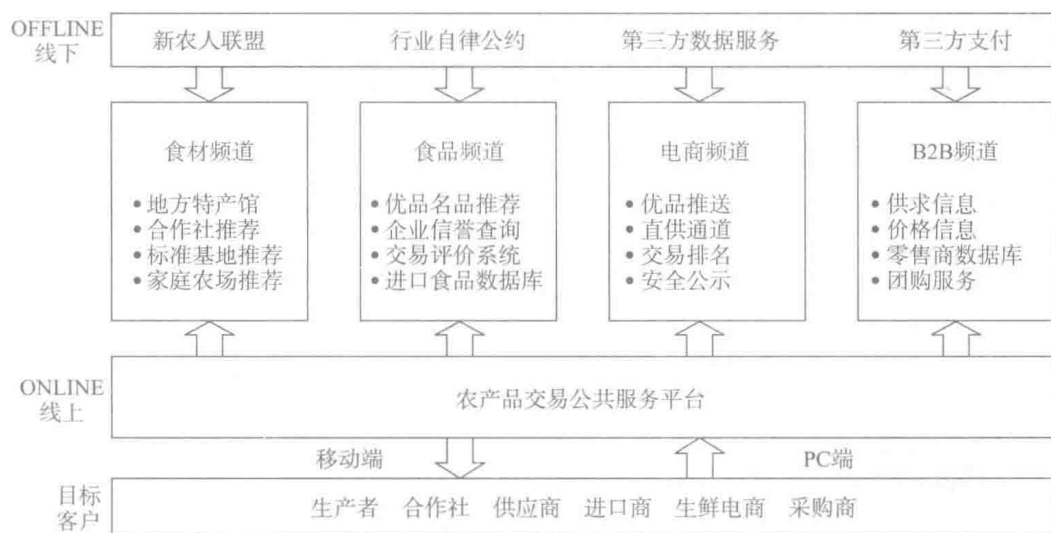 OFFLINE
线下
新农人联盟 行业自律公约 第三方数据服务 第三方支付
食材频道
• 地方特产馆
• 合作社推荐
• 标准基地推荐
• 家庭农场推荐
食品频道
• 优品名品推荐
• 企业信誉查询
• 交易评价系统
• 进口食品数据库
电商频道
• 优品推送
• 直供通道
• 交易排名
• 安全公示
B2B频道
• 供求信息
• 价格信息
• 零售商数据库
• 团购服务
ONLINE
线上
农产品交易公共服务平台
移动端 PC端
目标
客户
生产者 合作社 供应商 进口商 生鲜电商 采购商